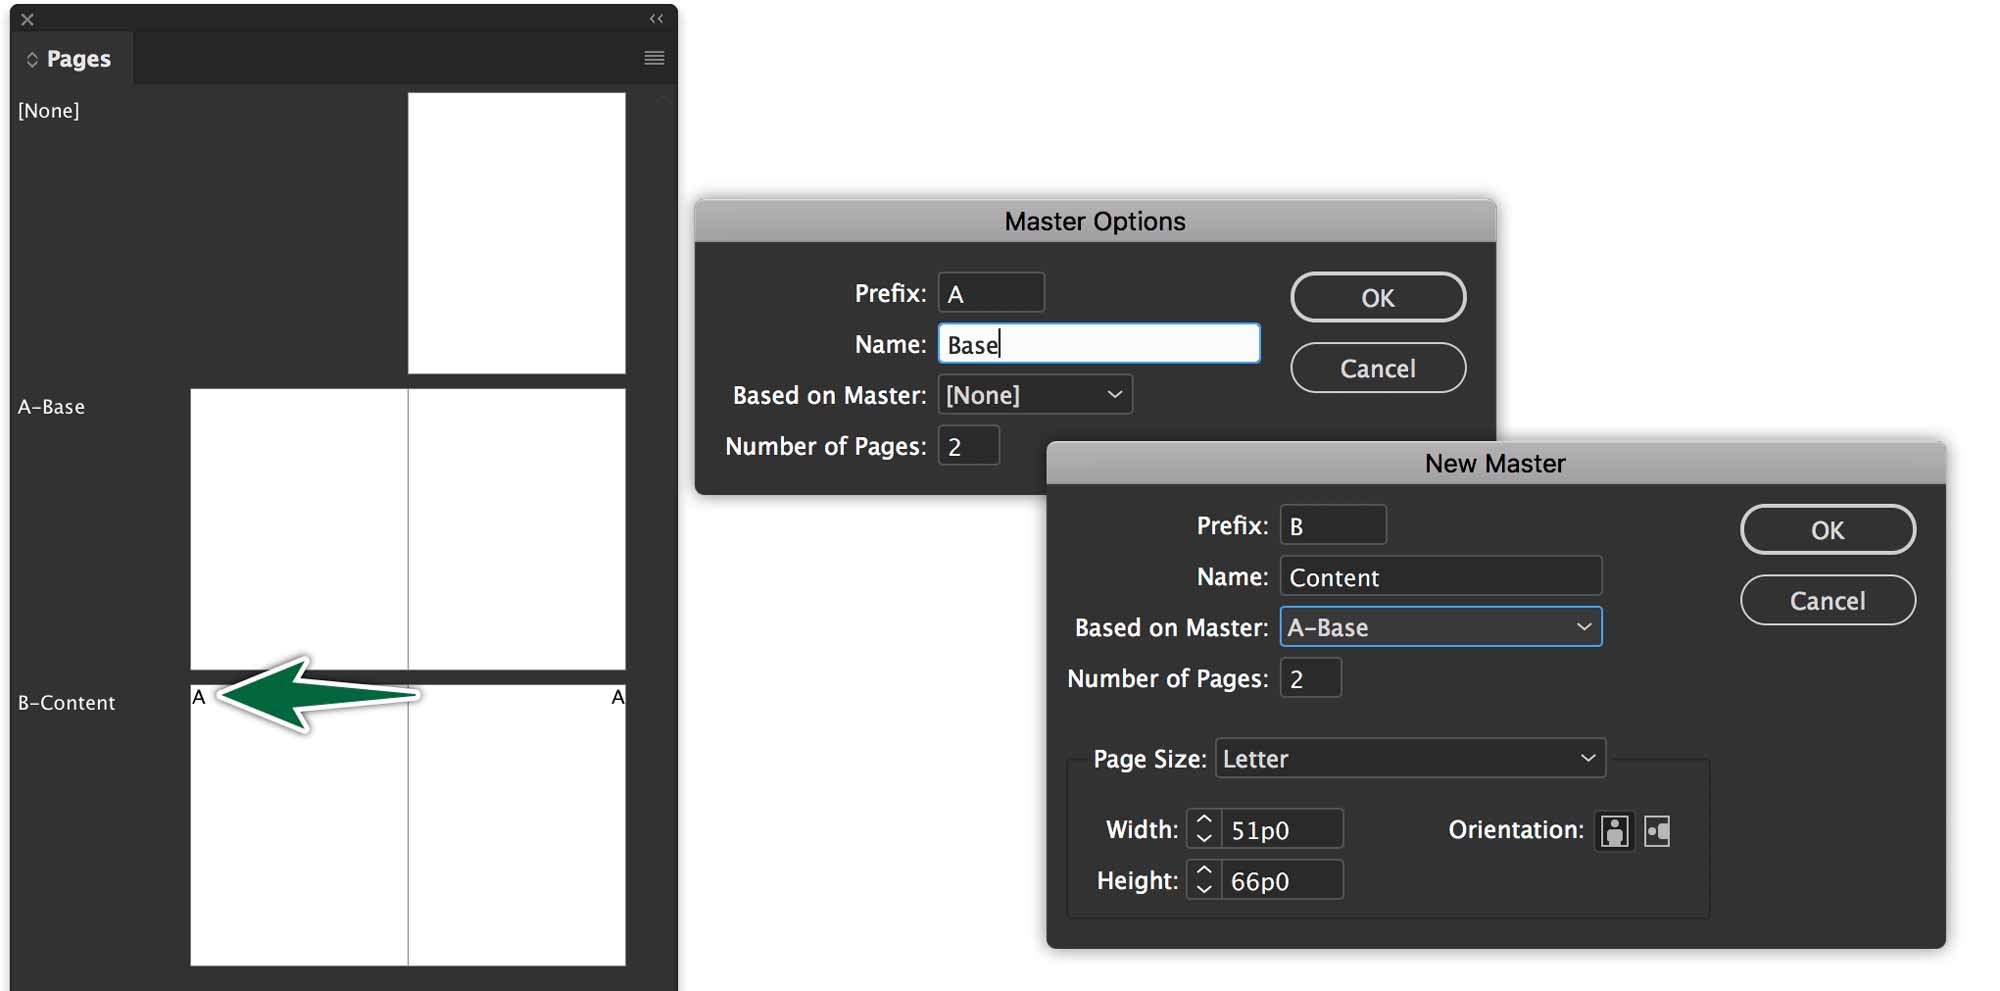 Pages
[None]
A-Base
B-Content
A
A
Master Options
Prefix: A
Name: Base
Based on Master: [None]
Number of Pages: 2
OK
Cancel
New Master
Prefix: B
Name: Content
Based on Master: A-Base
Number of Pages: 2
OK
Cancel
Page Size: Letter
Width: 51p0
Orientation:
Height: 66p0